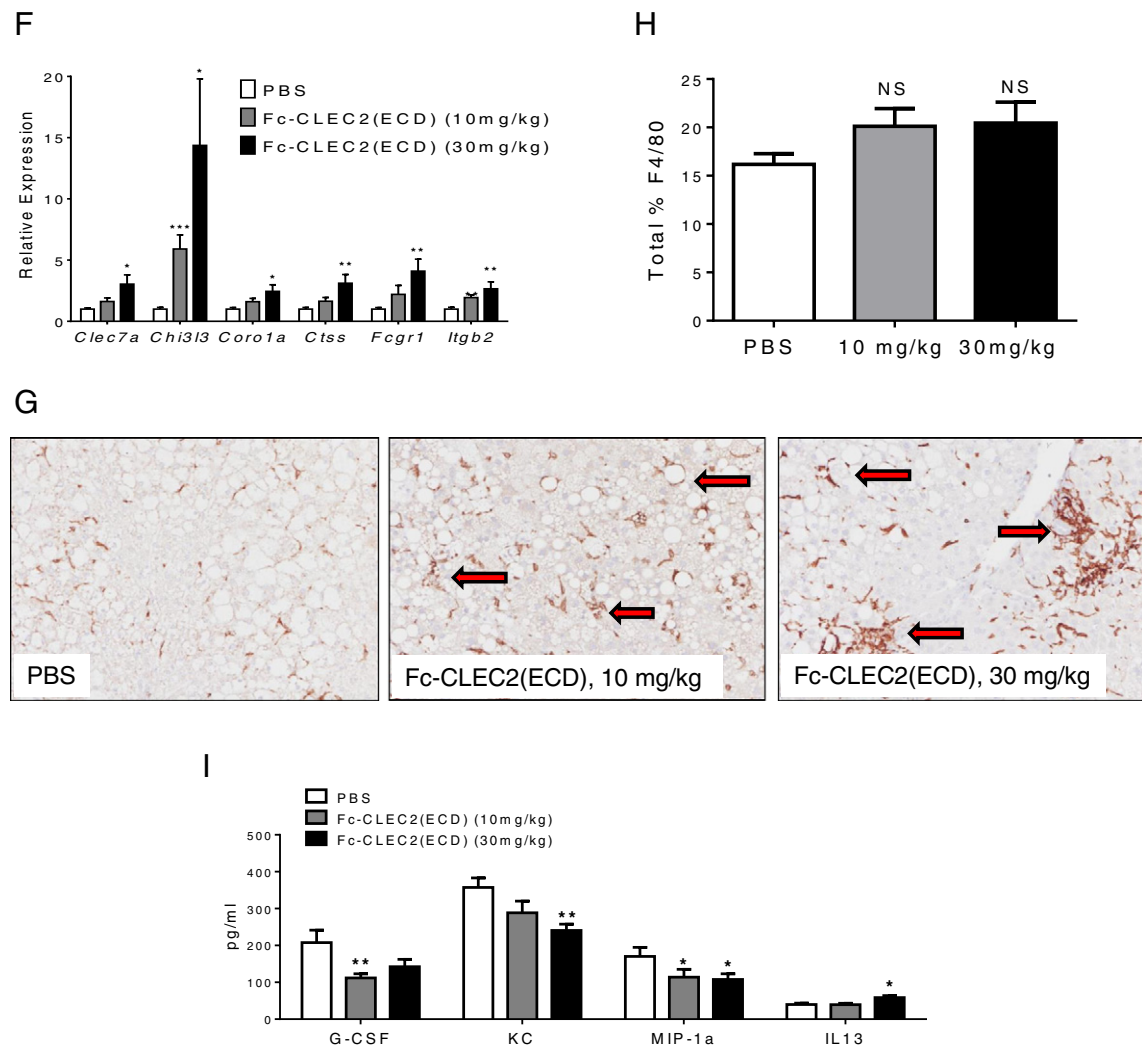 F
20
15
10
5
0
Relative Expression
PBS
Fc-CLEC2(ECD) (10mg/kg)
Fc-CLEC2(ECD) (30mg/kg)
* *** * * ** ** ** **
Clec7a Chi3l3 Coro1a Ctss Fcgr1 Itgb2
H
25
20
15
10
5
0
Total % F4/80
NS NS
PBS 10 mg/kg 30mg/kg
G
PBS
Fc-CLEC2(ECD), 10 mg/kg
Fc-CLEC2(ECD), 30 mg/kg
I
PBS
Fc-CLEC2(ECD) (10mg/kg)
Fc-CLEC2(ECD) (30mg/kg)
500
400
300
200
100
0
pg/ml
** ** * * *
G-CSF KC MIP-1a IL13